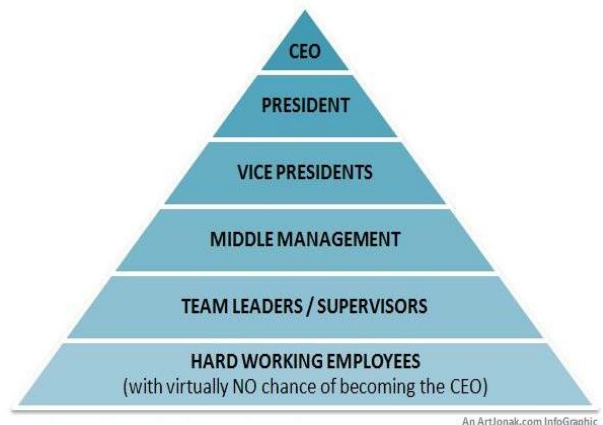 CEO
PRESIDENT
VICE PRESIDENTS
MIDDLE MANAGEMENT
TEAM LEADERS / SUPERVISORS
HARD WORKING EMPLOYEES
(with virtually NO chance of becoming the CEO)
An ArtJonak.com InfoGraphic